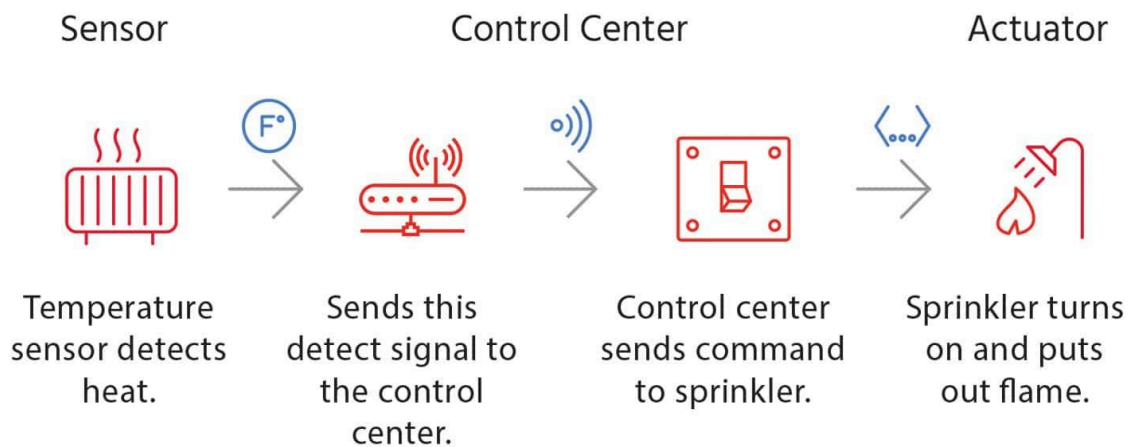 Sensor
Control Center
Actuator
F°
Temperature
sensor detects
heat.
Sends this
detect signal to
the control
center.
Control center
sends command
to sprinkler.
Sprinkler turns
on and puts
out flame.